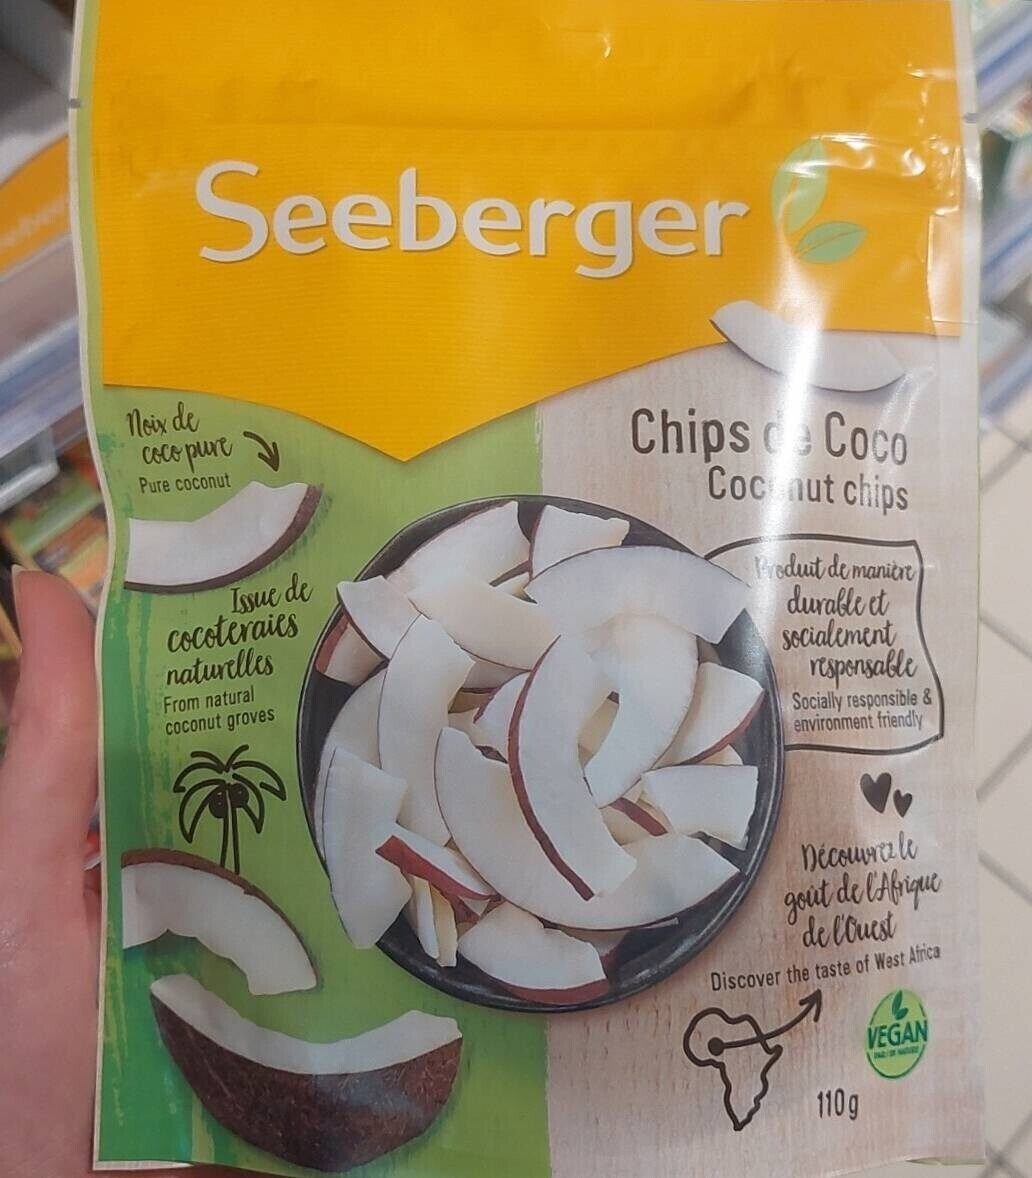 Seeberger
Noix de
coco pure
Pure coconut
Issue de
cocoteraies
naturelles
From natural
coconut groves
Chips de Coco
Coconut chips
Produit de manière
durable et
socialement
responsable
Socially responsible &
environment friendly
Découvrez le
goût de l'Afrique
de l'Ouest
Discover the taste of West Africa
VEGAN
110g